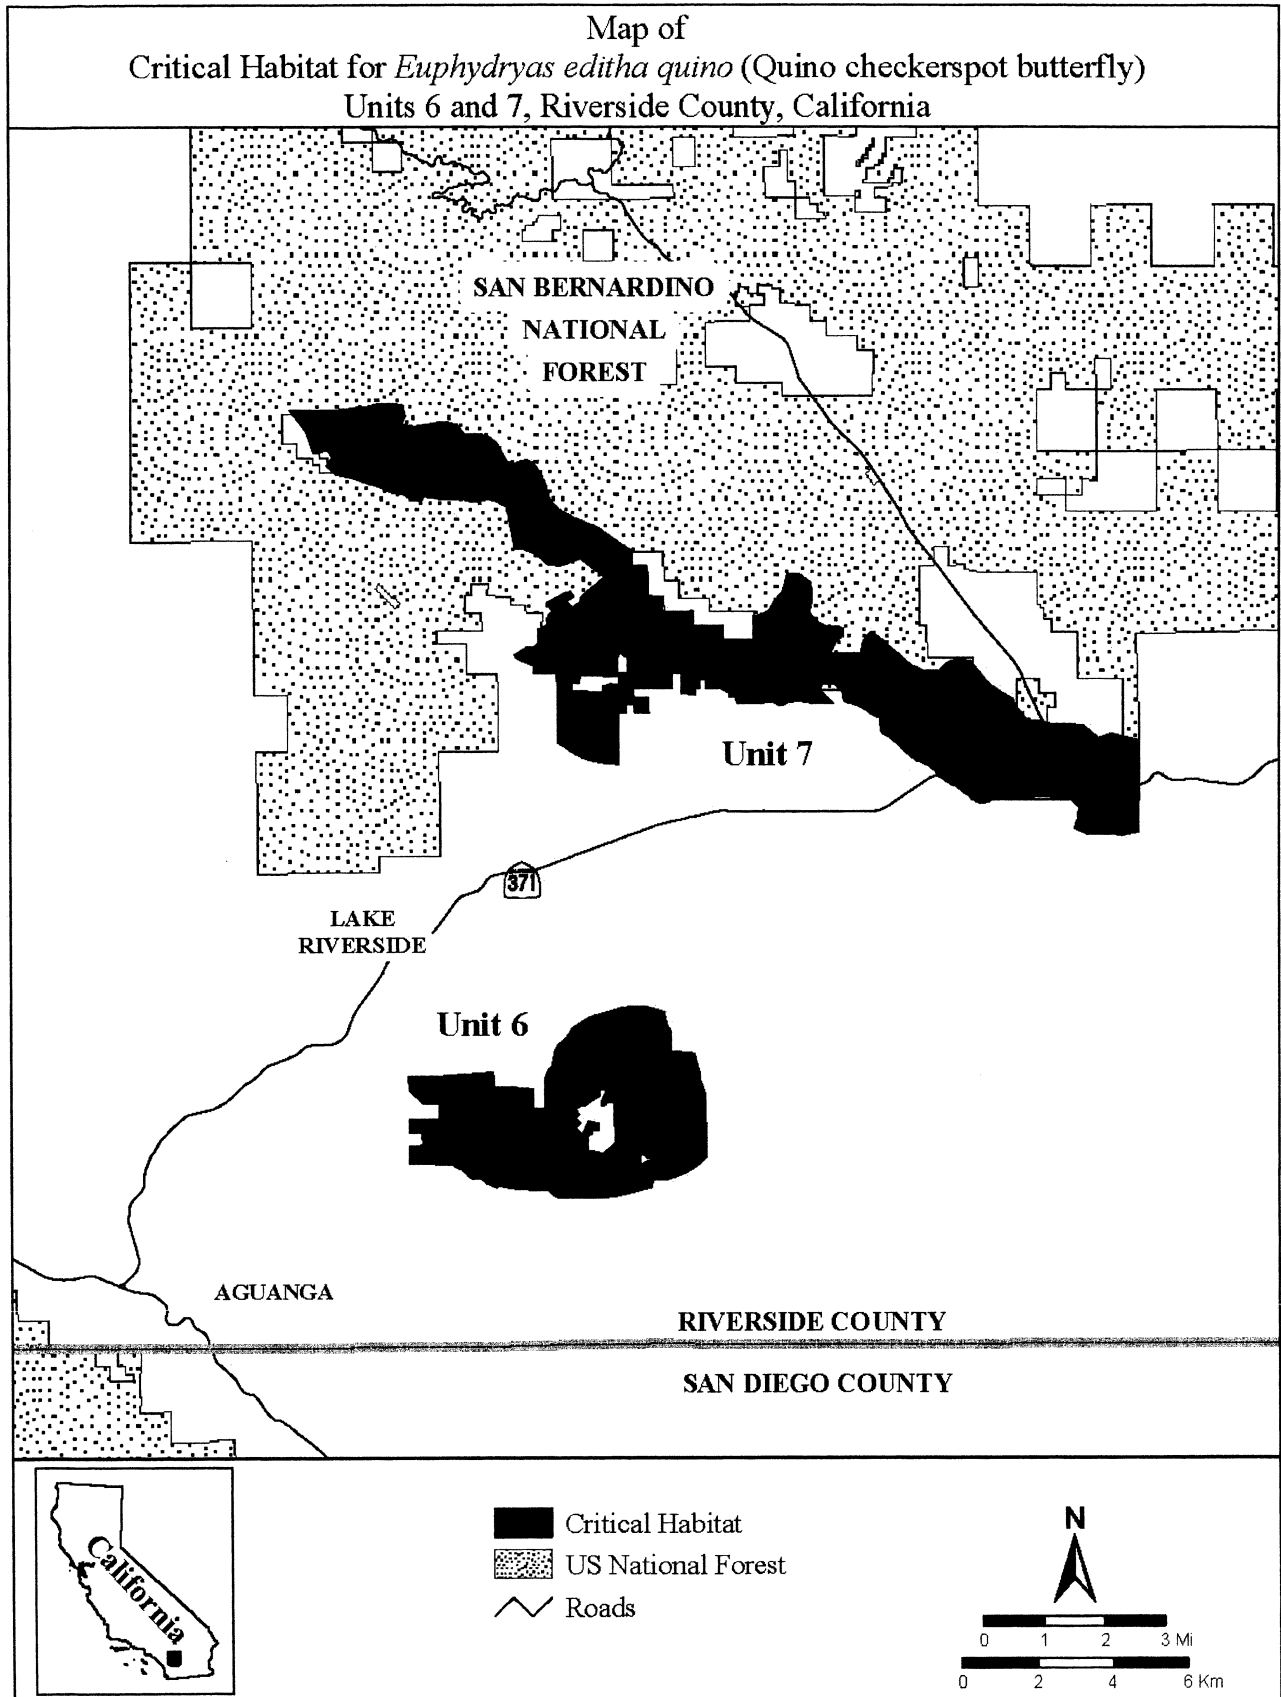 Map of
Critical Habitat for Euphydryas editha quino (Quino checkerspot butterfly)
Units 6 and 7, Riverside County, California
SAN BERNARDINO
NATIONAL
FOREST
Unit 7
371
LAKE
RIVERSIDE
Unit 6
AGUANGA
RIVERSIDE COUNTY
SAN DIEGO COUNTY
California
Critical Habitat
US National Forest
Roads
N
0 1 2 3 Mi
0 2 4 6 Km